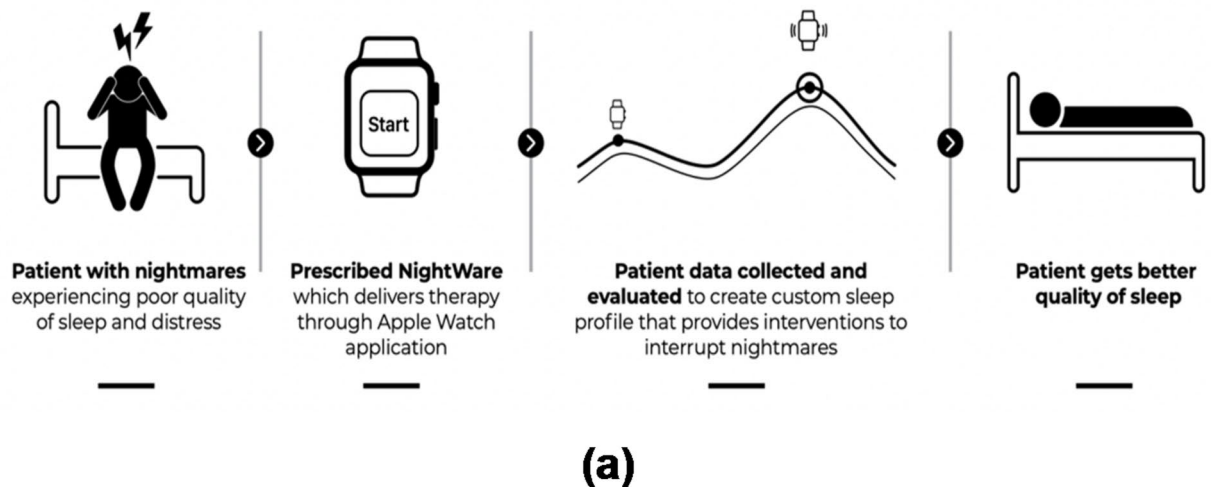 Start
Patient with nightmares
experiencing poor quality
of sleep and distress
Prescribed NightWare
which delivers therapy
through Apple Watch
application
Patient data collected and
evaluated to create custom sleep
profile that provides interventions to
interrupt nightmares
Patient gets better
quality of sleep
(a)